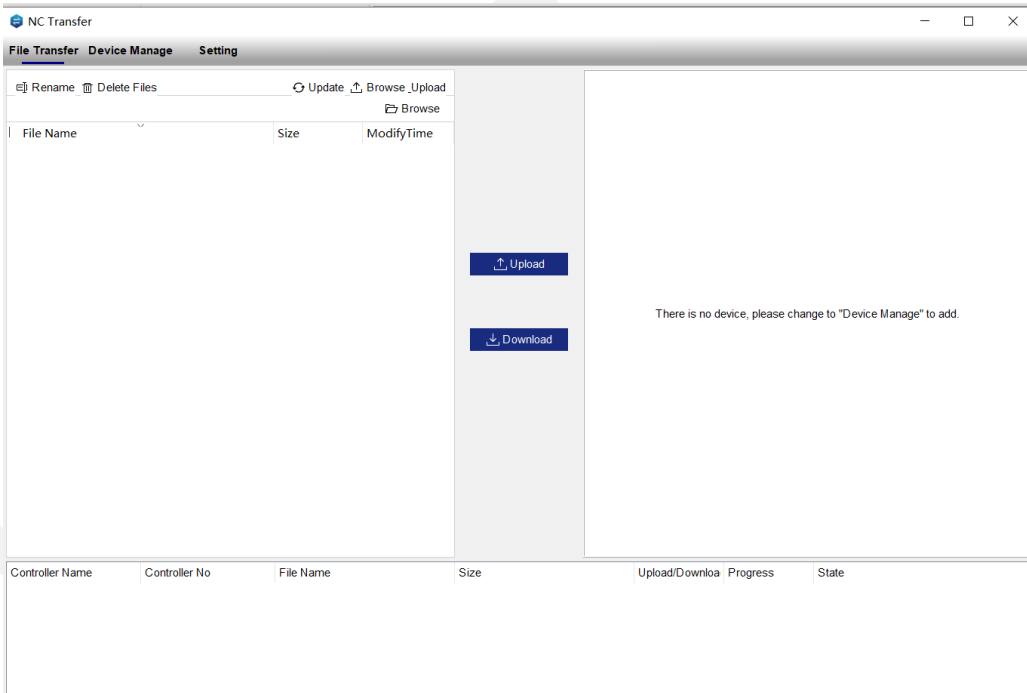 NC Transfer
File Transfer Device Manage Setting
Rename Delete Files Update Browse_Upload
Browse
File Name Size ModifyTime
Upload
There is no device, please change to "Device Manage" to add.
Download
Controller Name Controller No File Name Size Upload/Downloa Progress State